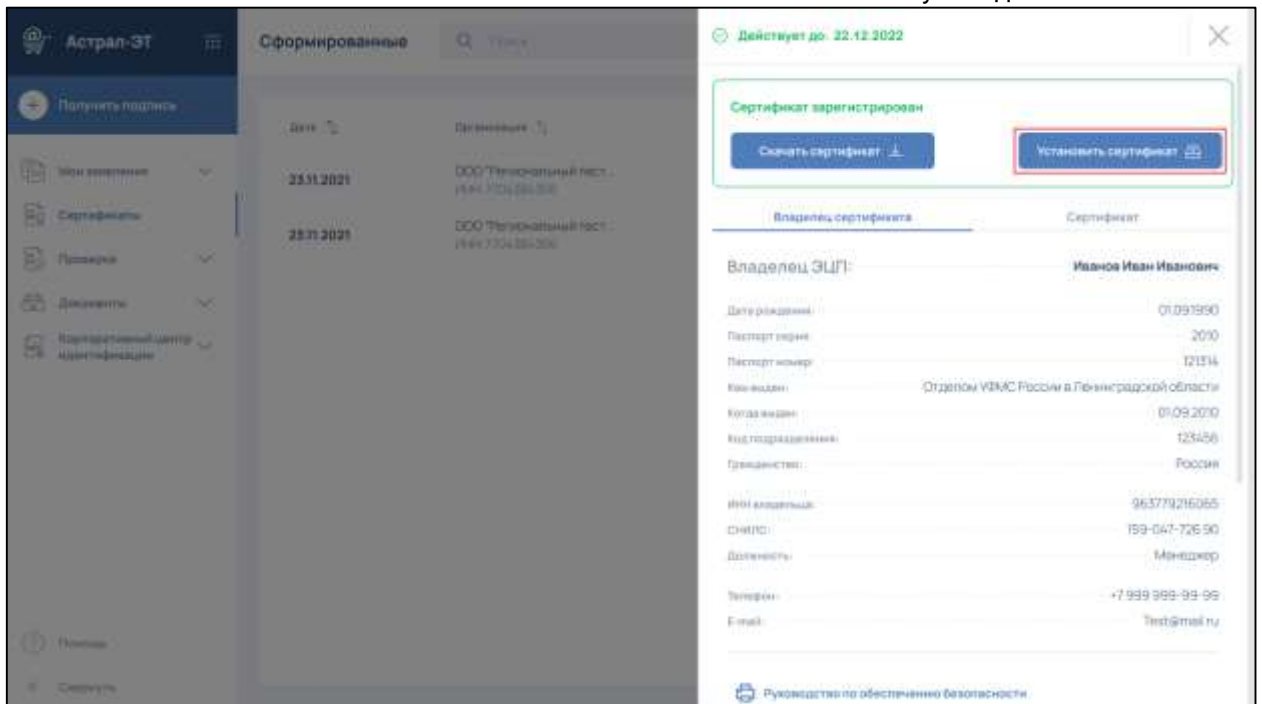 Астрал-ЭТ
Сформированные
Поиск
Действует до: 22.12.2022
Получить подпись
Сертификат зарегистрирован
Скачать сертификат
Установить сертификат
Дата
Организация
Мои заявления
23.11.2021
ООО "Региональный тест...
Сертификаты
23.11.2021
ООО "Региональный тест...
Проверка
Документы
Корпоративный центр
идентификации
Владелец сертификата
Сертификат
Владелец ЭЦП:
Иванов Иван Иванович
Дата рождения:
01.091990
Паспорт серия:
2010
Паспорт номер:
121314
Кем выдан:
Отделом УФМС России в Ленинградской области
Когда выдан:
01.09.2010
Код подразделения:
123456
Гражданство:
Россия
ИНН владельца:
963779216065
СНИЛС:
159-047-726 90
Должность:
Менеджер
Телефон:
+7 999 999-99-99
E-mail:
Test@mail.ru
Помощь
Свернуть
Руководство по обеспечению безопасности